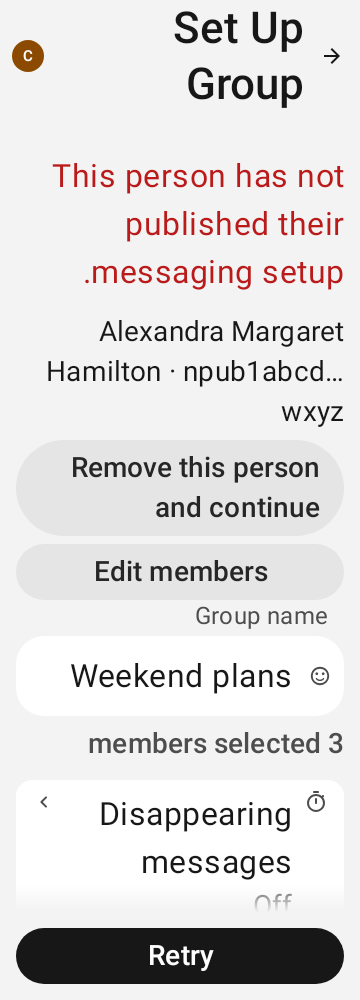 C
Set Up
Group
This person has not
published their
.messaging setup
Alexandra Margaret
Hamilton · npub1abcd…
wxyz
Remove this person
and continue
Edit members
Group name
Weekend plans
members selected 3
Disappearing
messages
Off
Retry